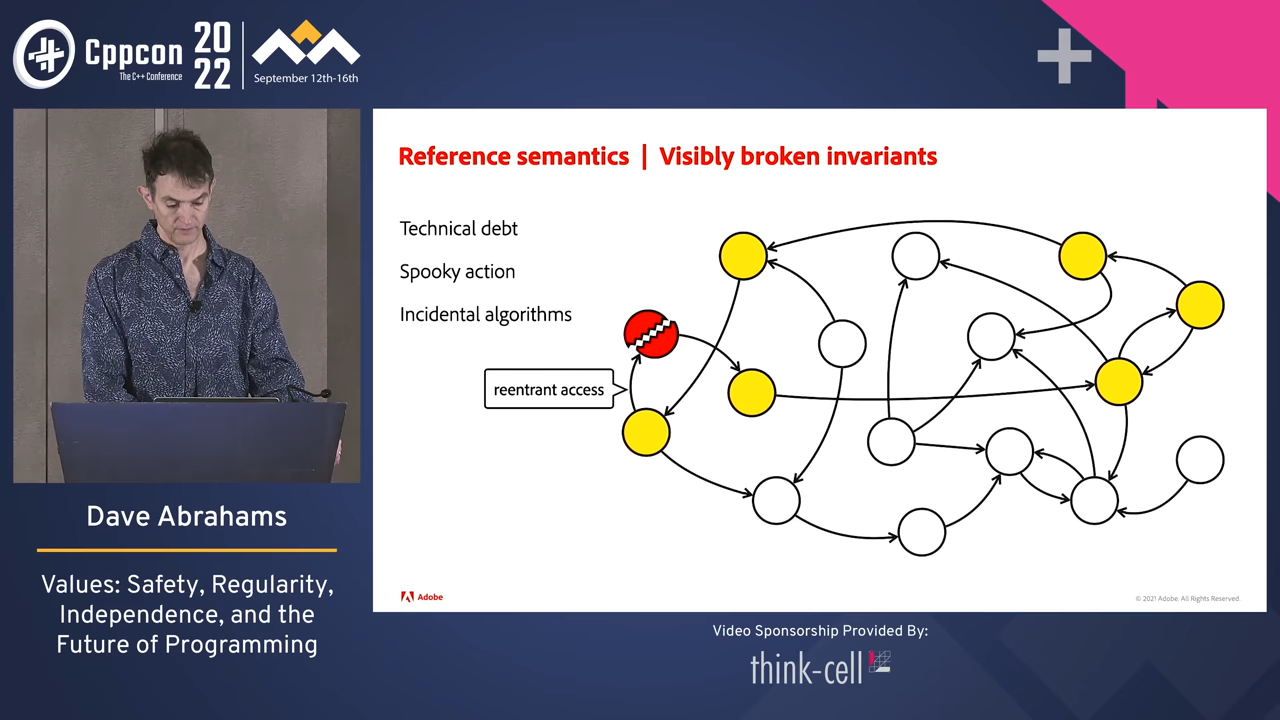 Cppcon
The C++ Conference
20
22
September 12th-16th
Reference semantics | Visibly broken invariants
Technical debt
Spooky action
Incidental algorithms
reentrant access
Adobe
© 2021 Adobe. All Rights Reserved.
Dave Abrahams
Values: Safety, Regularity,
Independence, and the
Future of Programming
Video Sponsorship Provided By:
think-cell